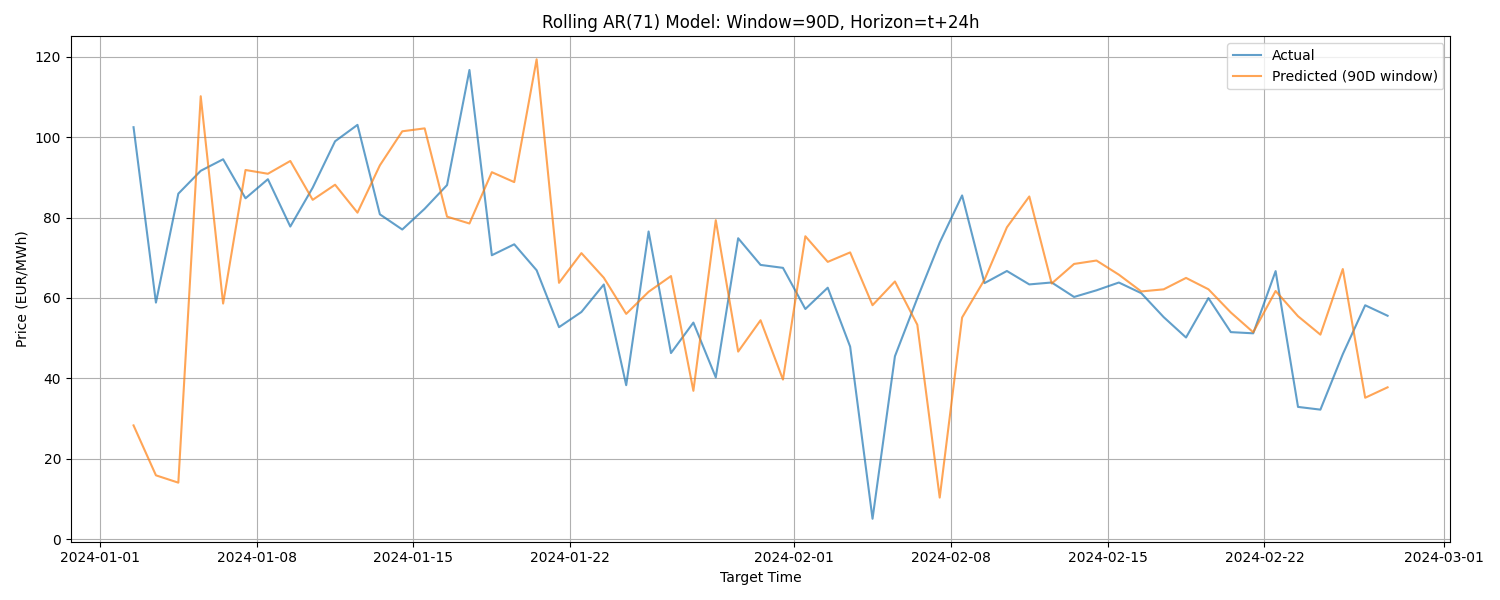 Rolling AR(71) Model: Window=90D, Horizon=t+24h
Actual
Predicted (90D window)
Price (EUR/MWh)
120
100
80
60
40
20
0
2024-01-01 2024-01-08 2024-01-15 2024-01-22 2024-02-01 2024-02-08 2024-02-15 2024-02-22 2024-03-01
Target Time